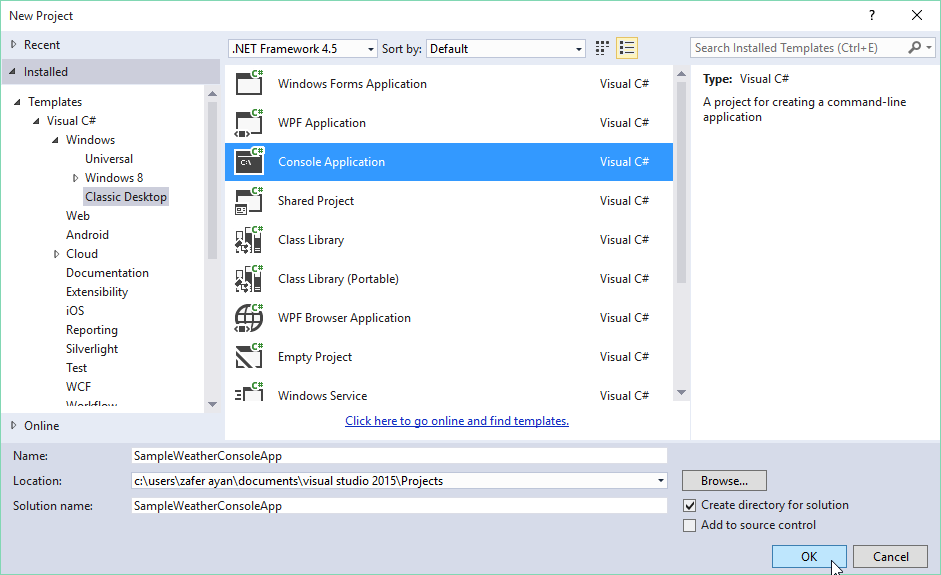 New Project
?
Recent
.NET Framework 4.5
Sort by:
Default
Search Installed Templates (Ctrl+E)
Installed
Templates
Visual C#
Windows
Universal
Windows 8
Classic Desktop
Web
Android
Cloud
Documentation
Extensibility
iOS
Reporting
Silverlight
Test
WCF
Workflow
Online
C# Windows Forms Application Visual C#
C# WPF Application Visual C#
C# C:\ Console Application Visual C#
C# Shared Project Visual C#
C# Class Library Visual C#
C# Class Library (Portable) Visual C#
C# WPF Browser Application Visual C#
C# Empty Project Visual C#
C# Windows Service Visual C#
Click here to go online and find templates.
Type: Visual C#
A project for creating a command-line
application
Name: SampleWeatherConsoleApp
Location: c:\users\zafer ayan\documents\visual studio 2015\Projects
Browse...
Solution name: SampleWeatherConsoleApp
Create directory for solution
Add to source control
OK
Cancel